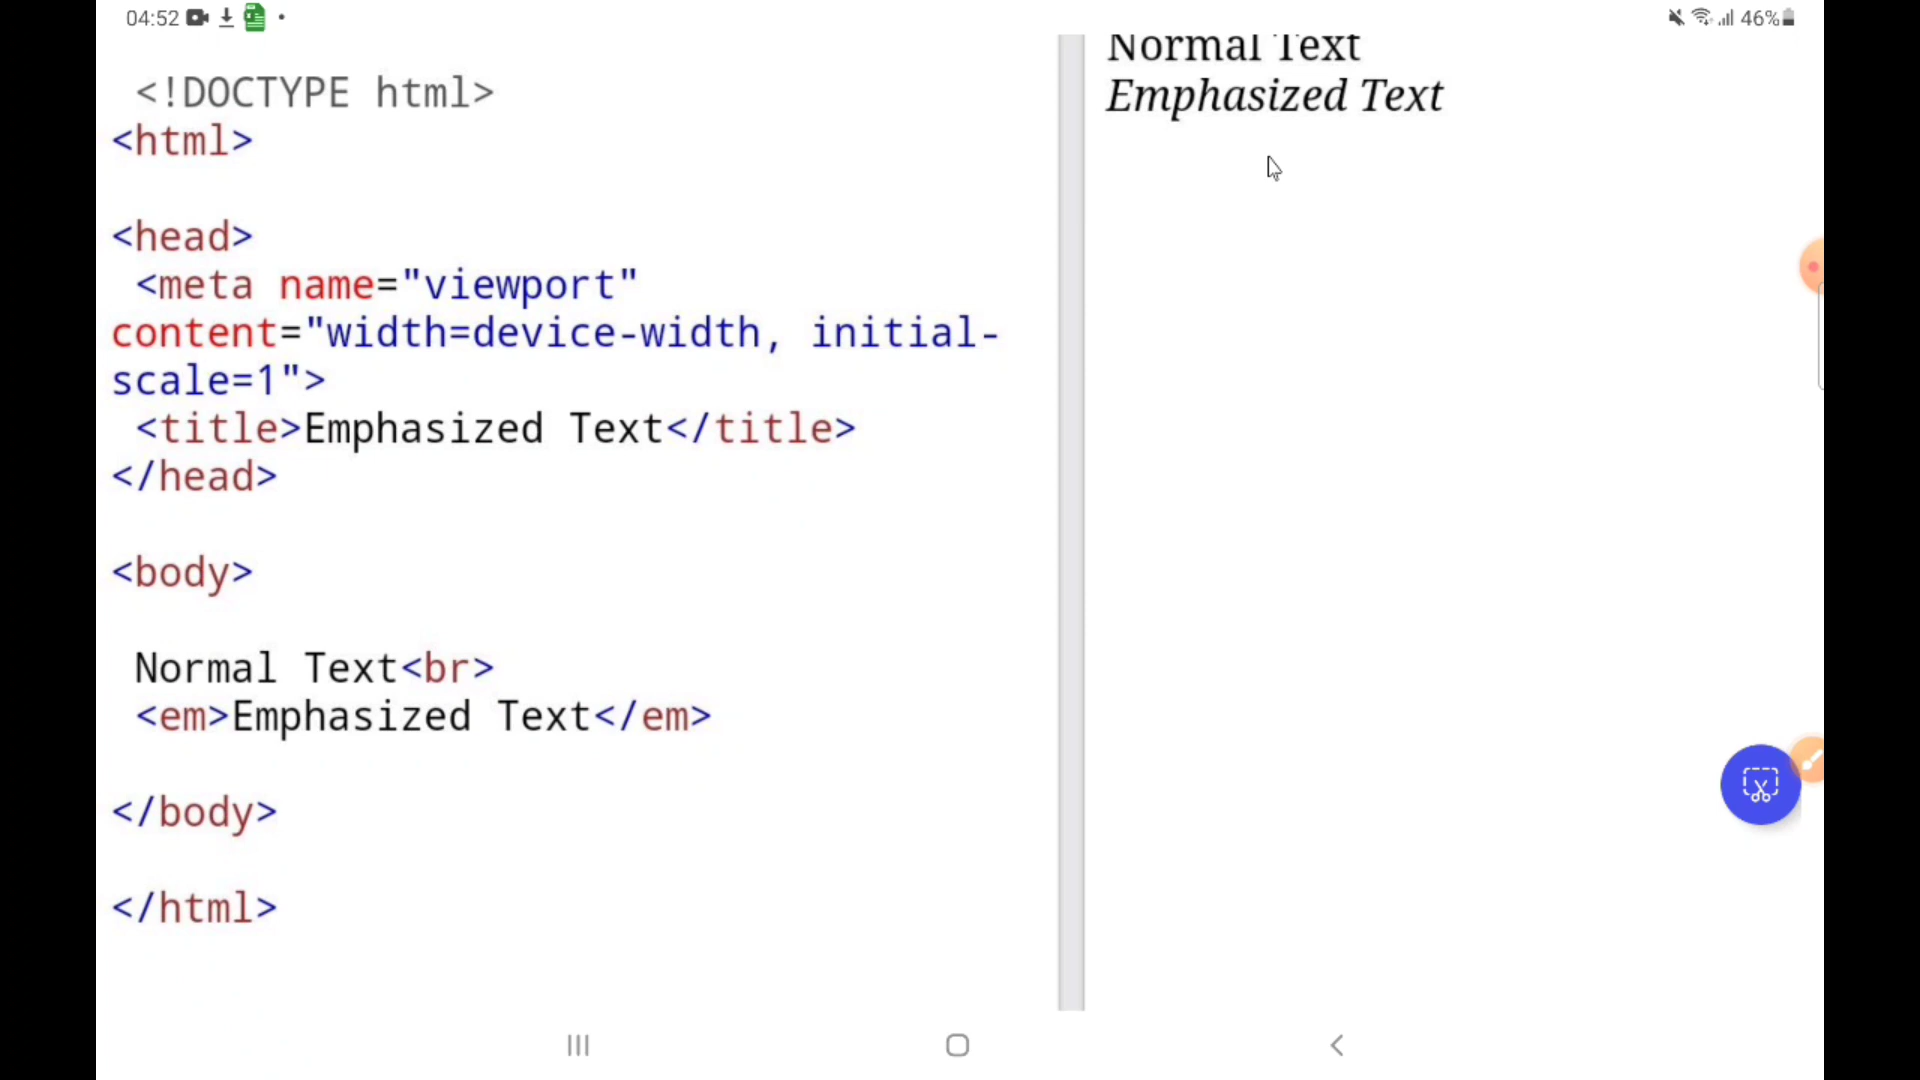 04:52
46%
<!DOCTYPE html>
<html>
<head>
<meta name="viewport"
content="width=device-width, initial-
scale=1">
<title>Emphasized Text</title>
</head>
<body>
Normal Text<br>
<em>Emphasized Text</em>
</body>
</html>
Normal Text
Emphasized Text